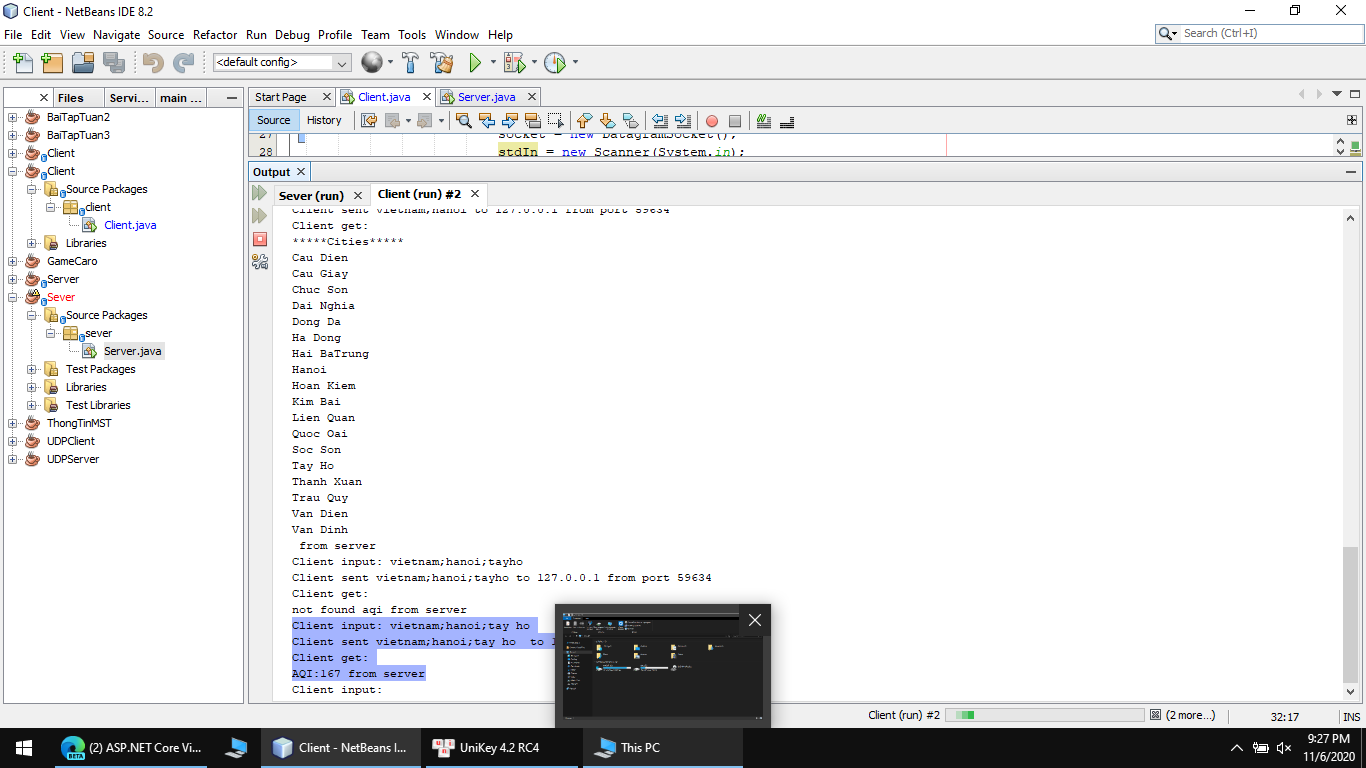 Client - NetBeans IDE 8.2
File Edit View Navigate Source Refactor Run Debug Profile Team Tools Window Help
Search (Ctrl+I)
<default config>
Files Servi... main ...
Start Page Client.java Server.java
Source History
BaiTapTuan2
BaiTapTuan3
Client
Client
Source Packages
client
Client.java
Libraries
GameCaro
Server
Sever
Source Packages
sever
Server.java
Test Packages
Libraries
Test Libraries
ThongTinMST
UDPClient
UDPServer
27 socket = new DatagramSocket();
28 stdIn = new Scanner(System.in);
Output
Sever (run) Client (run) #2
Client sent vietnam;hanoi to 127.0.0.1 from port 59634
Client get:
*****Cities*****
Cau Dien
Cau Giay
Chuc Son
Dai Nghia
Dong Da
Ha Dong
Hai BaTrung
Hanoi
Hoan Kiem
Kim Bai
Lien Quan
Quoc Oai
Soc Son
Tay Ho
Thanh Xuan
Trau Quy
Van Dien
Van Dinh
from server
Client input: vietnam;hanoi;tayho
Client sent vietnam;hanoi;tayho to 127.0.0.1 from port 59634
Client get:
not found aqi from server
Client input: vietnam;hanoi;tay ho
Client sent vietnam;hanoi;tay ho to
Client get:
AQI:167 from server
Client input:
Client (run) #2 (2 more...) 32:17 INS
(2) ASP.NET Core Vi... Client - NetBeans I... UniKey 4.2 RC4 This PC
BETA
9:27 PM
11/6/2020